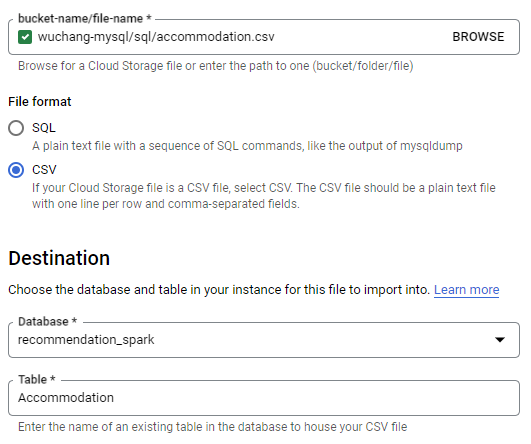 bucket-name/file-name *
wuchang-mysql/sql/accommodation.csv BROWSE
Browse for a Cloud Storage file or enter the path to one (bucket/folder/file)
File format
SQL
A plain text file with a sequence of SQL commands, like the output of mysqldump
CSV
If your Cloud Storage file is a CSV file, select CSV. The CSV file should be a plain text file
with one line per row and comma-separated fields.
Destination
Choose the database and table in your instance for this file to import into. Learn more
Database *
recommendation_spark
Table *
Accommodation
Enter the name of an existing table in the database to house your CSV file